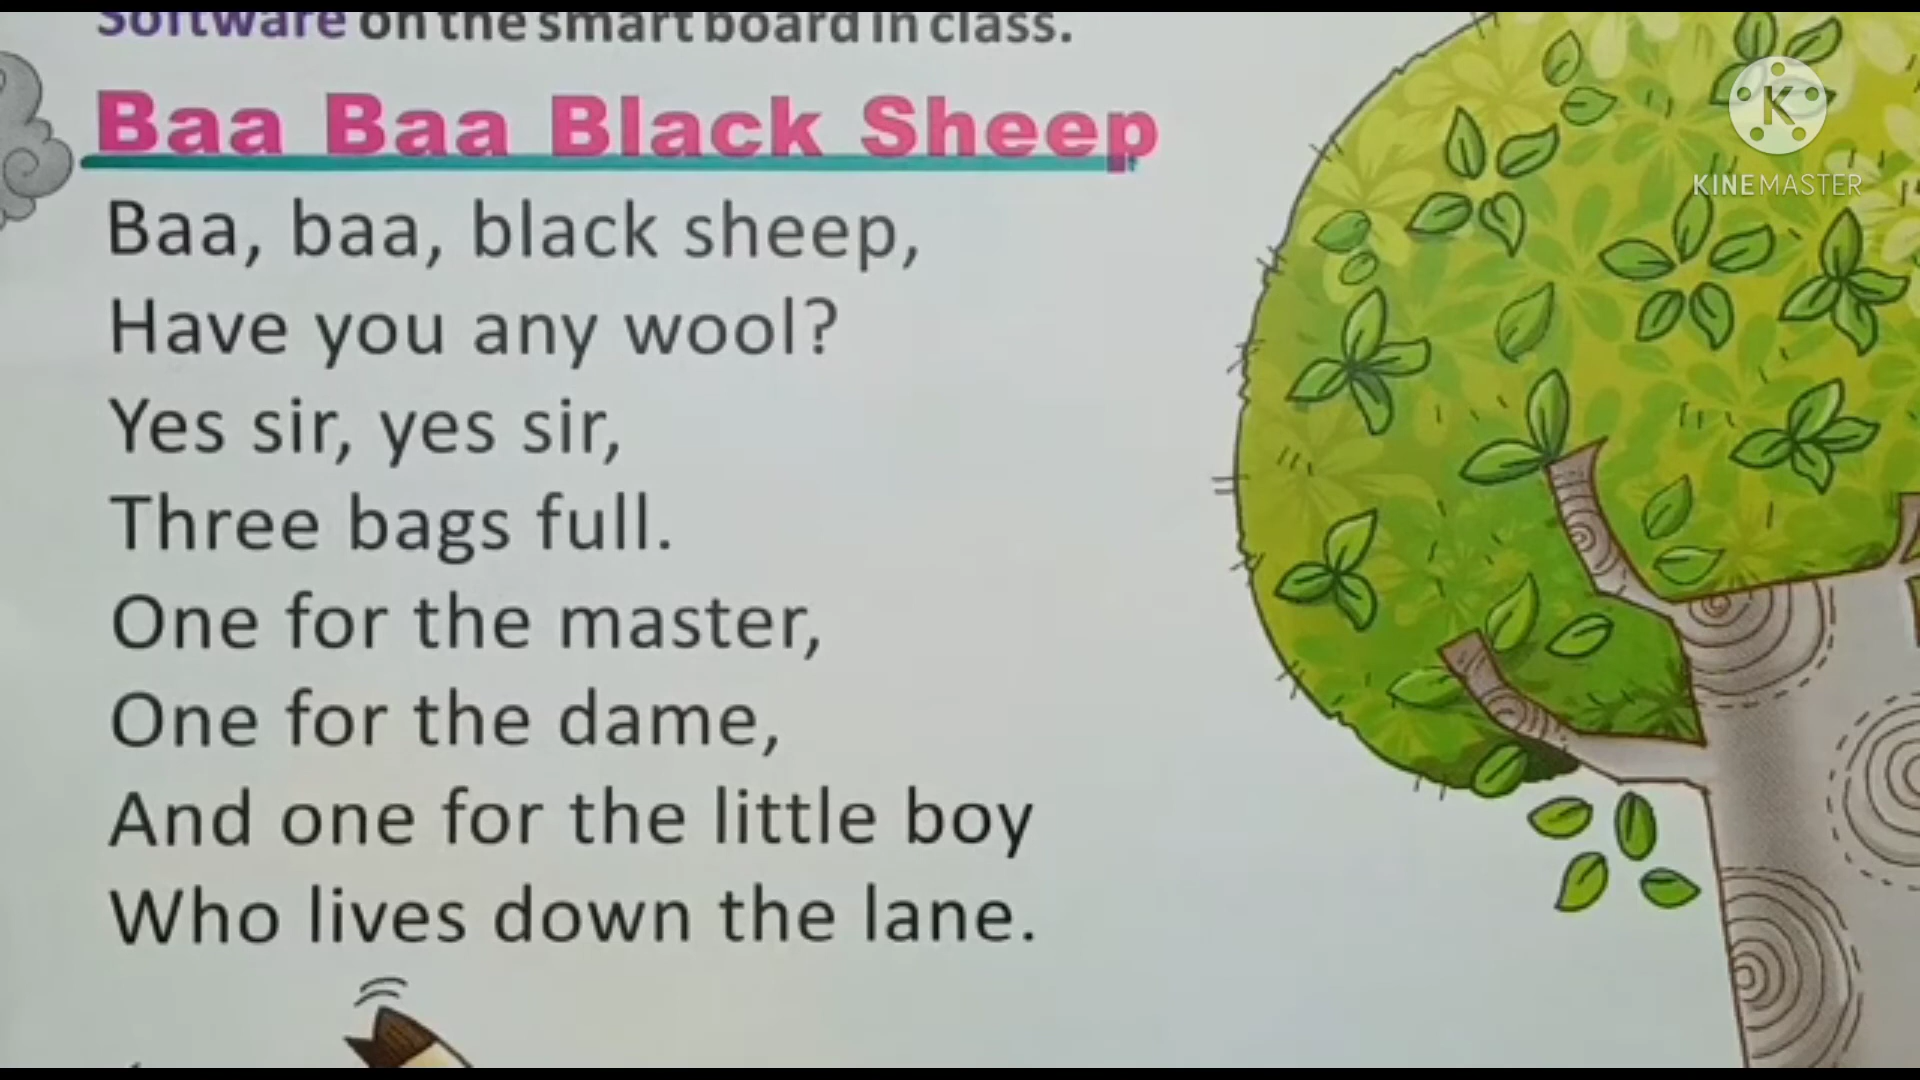 Software on the smart board in class.
Baa Baa Black Sheep
Baa, baa, black sheep,
Have you any wool?
Yes sir, yes sir,
Three bags full.
One for the master,
One for the dame,
And one for the little boy
Who lives down the lane.
K
KINEMASTER